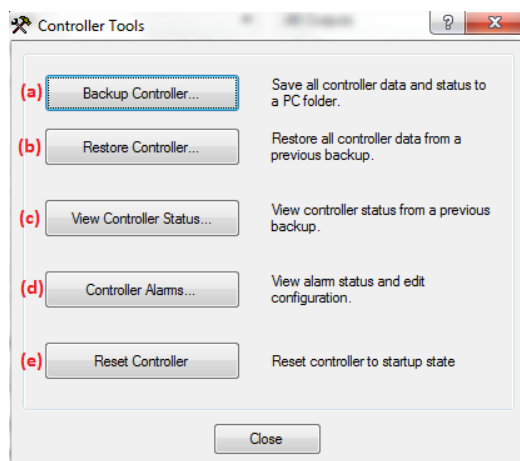 Controller Tools
?
X
(a) Backup Controller... Save all controller data and status to
a PC folder.
(b) Restore Controller... Restore all controller data from a
previous backup.
(c) View Controller Status... View controller status from a previous
backup.
(d) Controller Alarms... View alarm status and edit
configuration.
(e) Reset Controller Reset controller to startup state
Close